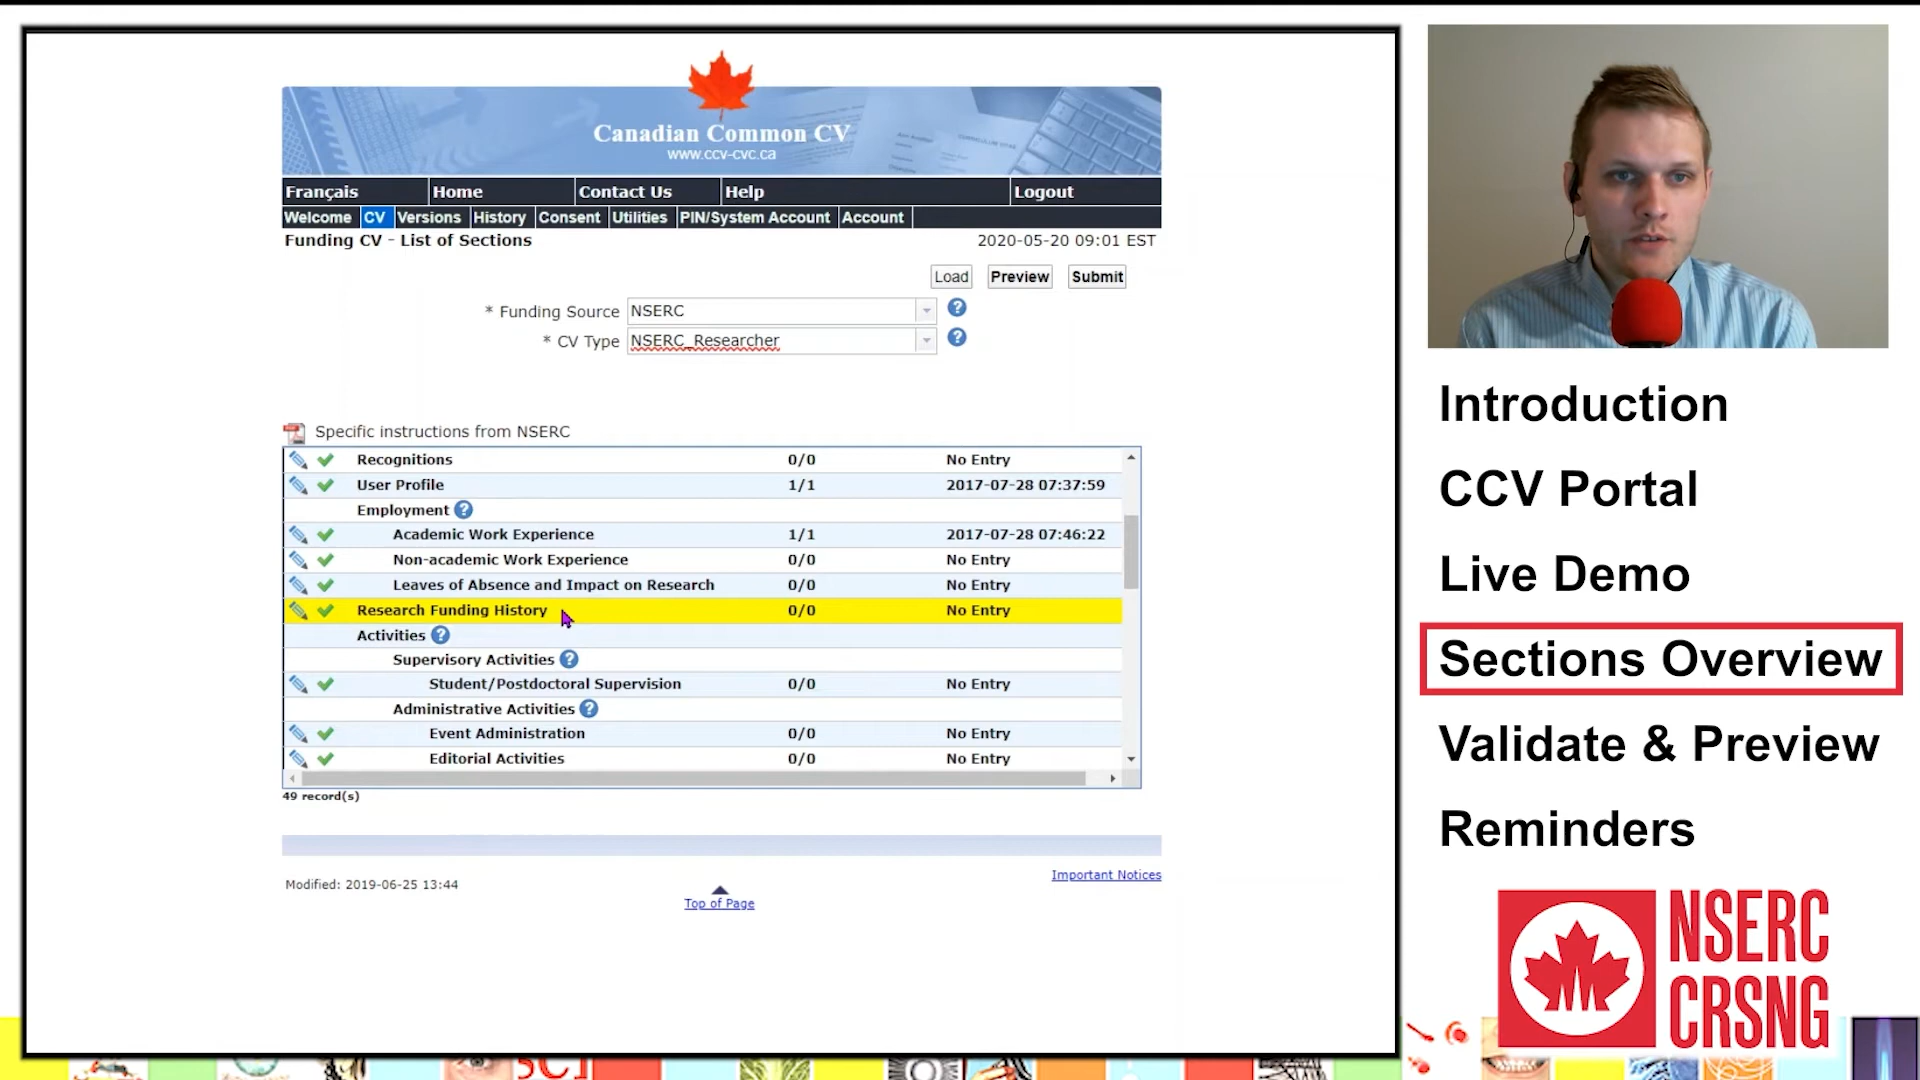 Canadian Common CV
www.ccv-cvc.ca
Français Home Contact Us Help Logout
Welcome CV Versions History Consent Utilities PIN/System Account Account
Funding CV - List of Sections 2020-05-20 09:01 EST
Load Preview Submit
* Funding Source NSERC ?
* CV Type NSERC_Researcher ?
Specific instructions from NSERC
Recognitions 0/0 No Entry
User Profile 1/1 2017-07-28 07:37:59
Employment ?
Academic Work Experience 1/1 2017-07-28 07:46:22
Non-academic Work Experience 0/0 No Entry
Leaves of Absence and Impact on Research 0/0 No Entry
Research Funding History 0/0 No Entry
Activities ?
Supervisory Activities ?
Student/Postdoctoral Supervision 0/0 No Entry
Administrative Activities ?
Event Administration 0/0 No Entry
Editorial Activities 0/0 No Entry
49 record(s)
Modified: 2019-06-25 13:44
Top of Page
Important Notices
Introduction
CCV Portal
Live Demo
Sections Overview
Validate & Preview
Reminders
NSERC
CRSNG